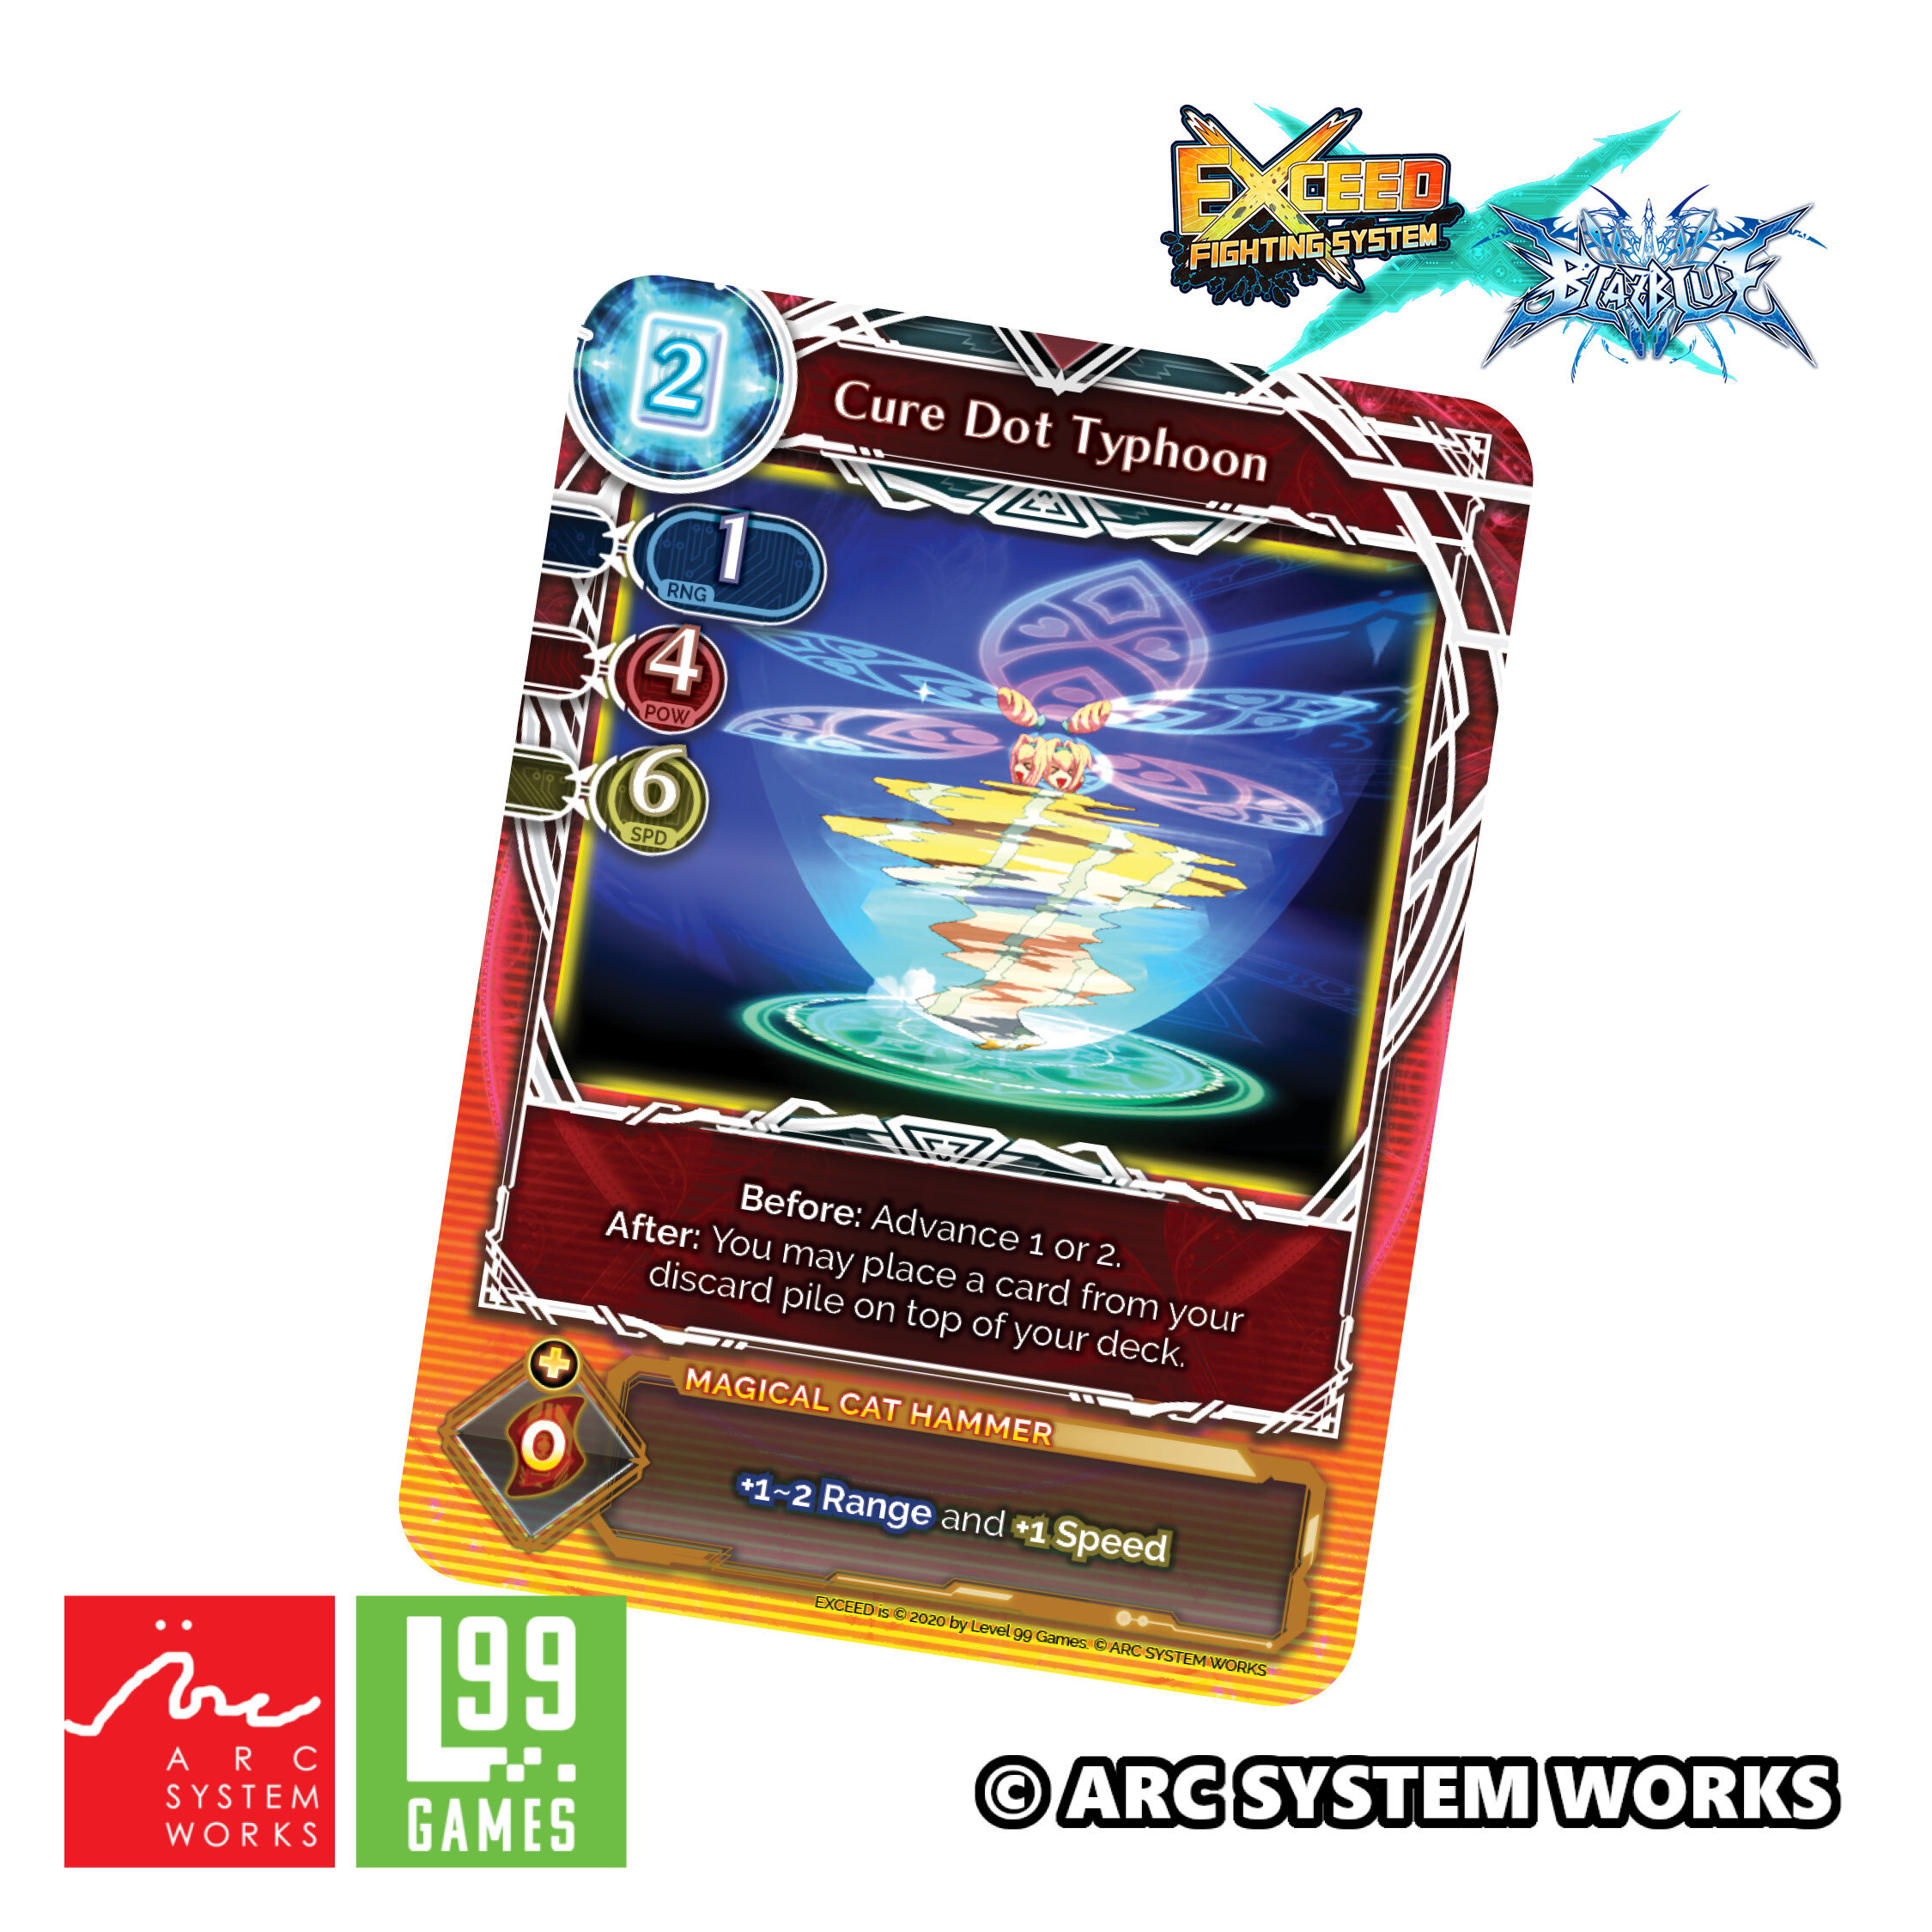 EXCEED
FIGHTING SYSTEM
BLAZBLUE
2
Cure Dot Typhoon
1
RNG
4
POW
6
SPD
Before: Advance 1 or 2.
After: You may place a card from your
discard pile on top of your deck.
+
0
MAGICAL CAT HAMMER
+1~2 Range and +1 Speed
EXCEED is © 2020 by Level 99 Games. © ARC SYSTEM WORKS
Arc
ARC
SYSTEM
WORKS
L99
GAMES
© ARC SYSTEM WORKS